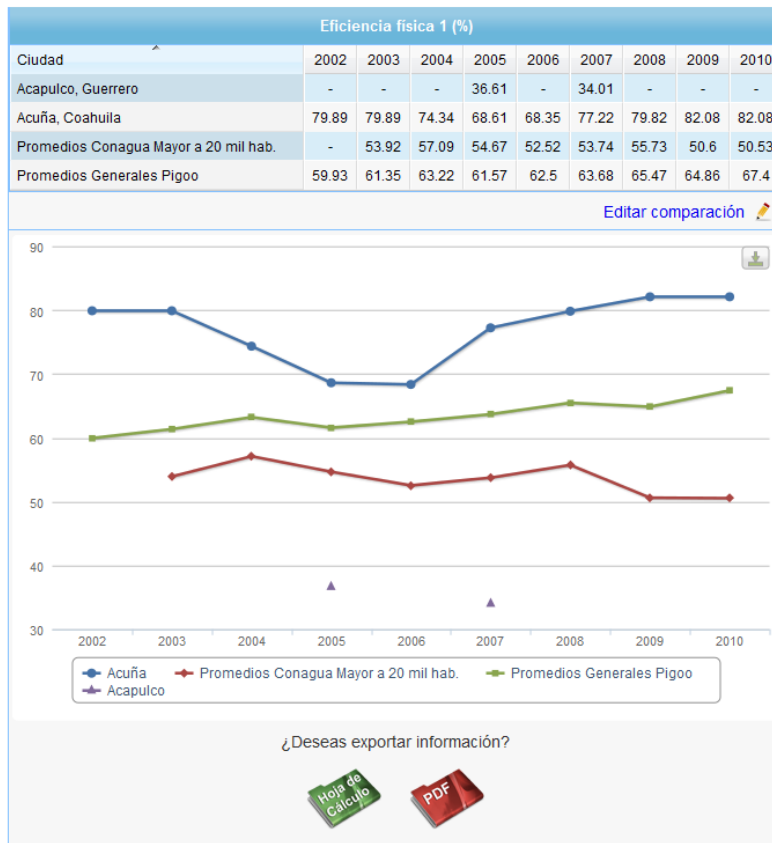 Eficiencia física 1 (%)
Ciudad 2002 2003 2004 2005 2006 2007 2008 2009 2010
Acapulco, Guerrero - - - 36.61 - 34.01 - - -
Acuña, Coahuila 79.89 79.89 74.34 68.61 68.35 77.22 79.82 82.08 82.08
Promedios Conagua Mayor a 20 mil hab. - 53.92 57.09 54.67 52.52 53.74 55.73 50.6 50.53
Promedios Generales Pigoo 59.93 61.35 63.22 61.57 62.5 63.68 65.47 64.86 67.4
Editar comparación
90
80
70
60
50
40
30
2002 2003 2004 2005 2006 2007 2008 2009 2010
Acuña Promedios Conagua Mayor a 20 mil hab. Promedios Generales Pigoo
Acapulco
¿Deseas exportar información?
Hoja de
Cálculo
PDF